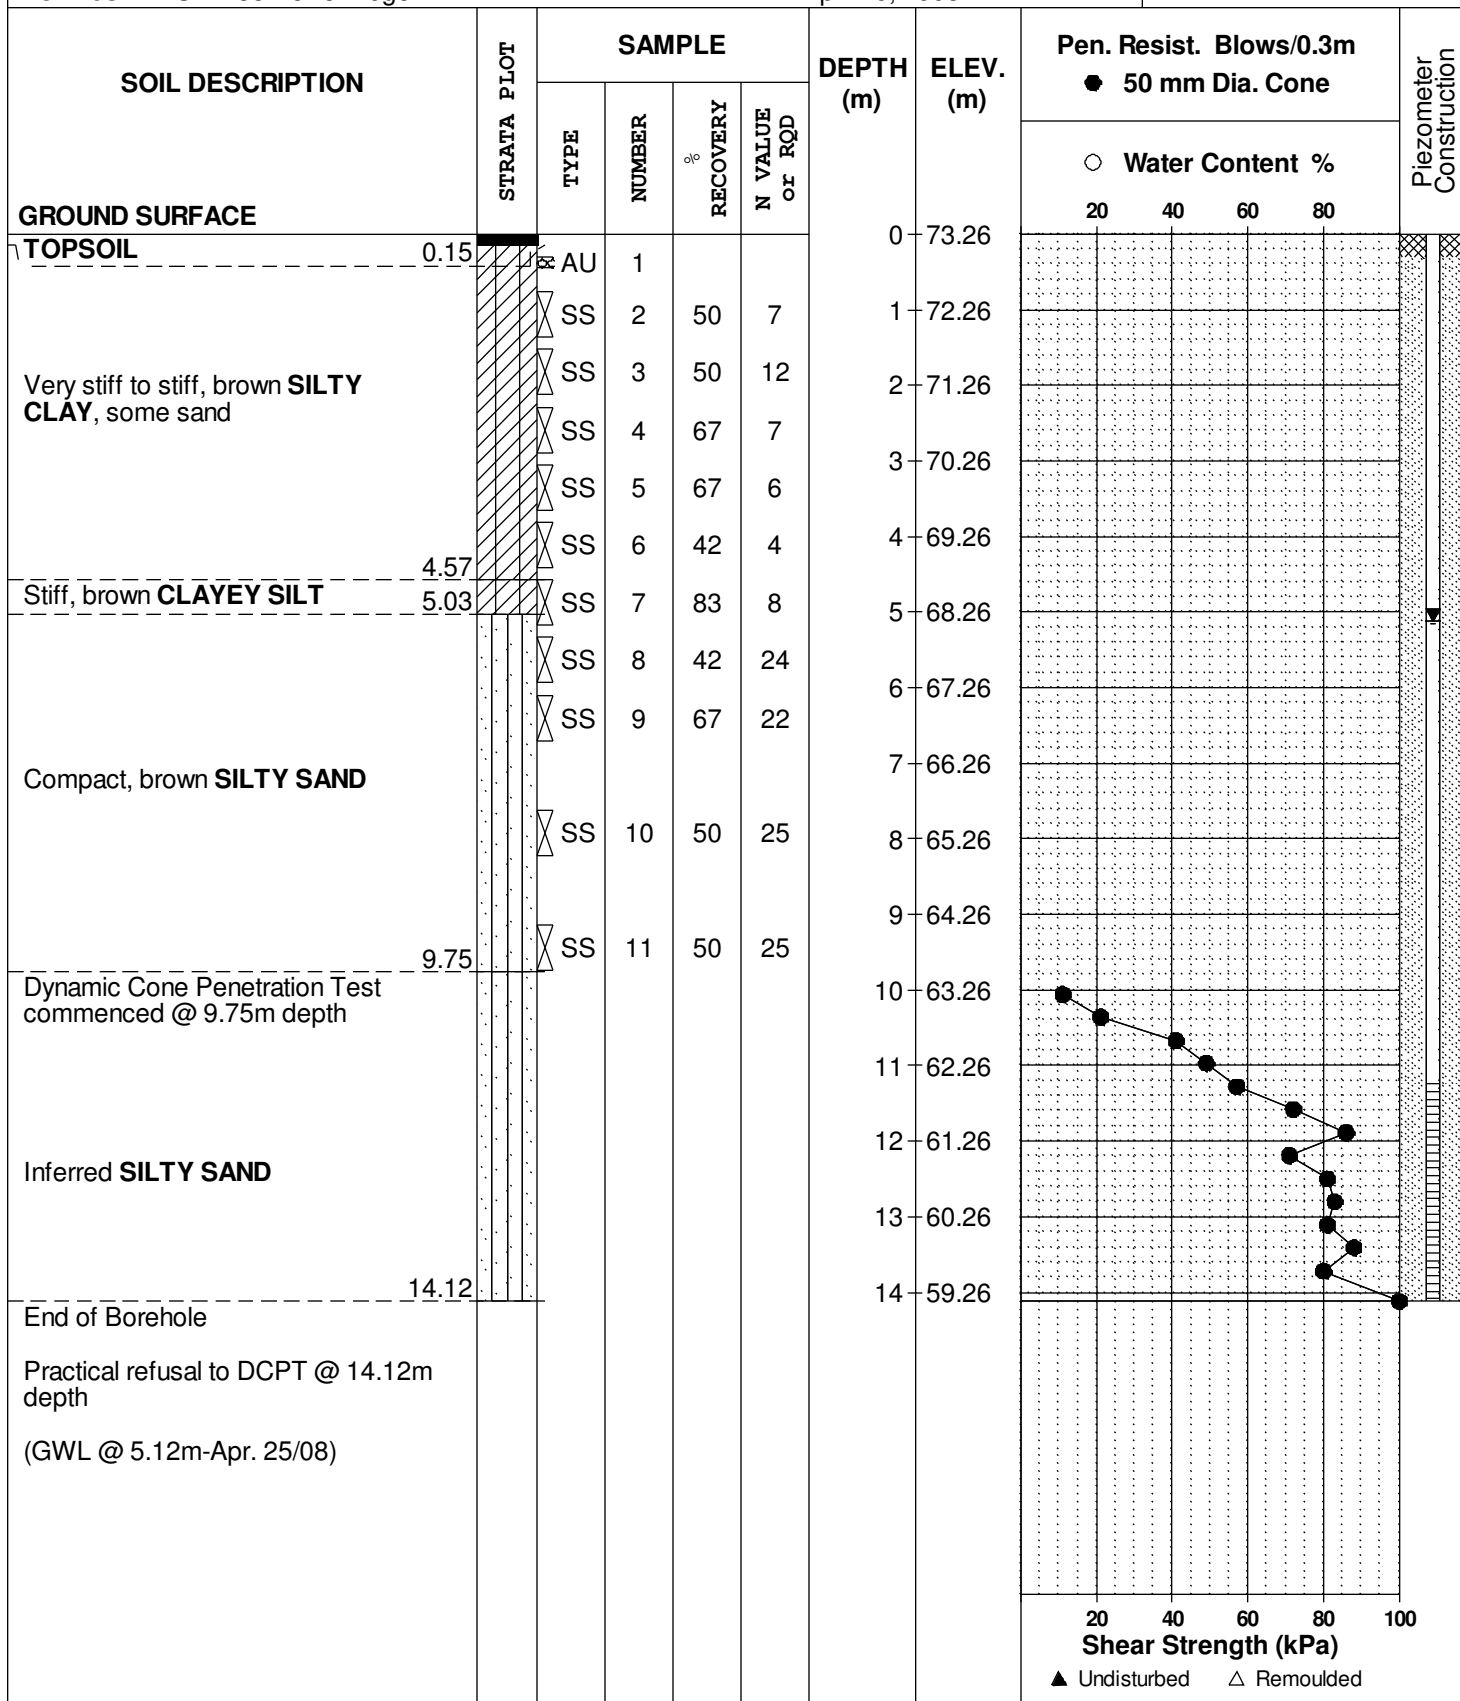 SOIL DESCRIPTION
GROUND SURFACE
STRATA PLOT
SAMPLE
TYPE
NUMBER
% RECOVERY
N VALUE or RQD
DEPTH (m)
ELEV. (m)
Pen. Resist. Blows/0.3m
● 50 mm Dia. Cone
○ Water Content %
20 40 60 80
Piezometer Construction
TOPSOIL 0.15
0 73.26
AU 1
SS 2 50 7
1 72.26
SS 3 50 12
Very stiff to stiff, brown SILTY
2 71.26
CLAY, some sand
SS 4 67 7
3 70.26
SS 5 67 6
4 69.26
SS 6 42 4
4.57
Stiff, brown CLAYEY SILT 5.03
SS 7 83 8
5 68.26
SS 8 42 24
6 67.26
SS 9 67 22
7 66.26
Compact, brown SILTY SAND
SS 10 50 25
8 65.26
9 64.26
SS 11 50 25
9.75
Dynamic Cone Penetration Test
10 63.26
commenced @ 9.75m depth
11 62.26
12 61.26
Inferred SILTY SAND
13 60.26
14.12
14 59.26
End of Borehole
Practical refusal to DCPT @ 14.12m
depth
(GWL @ 5.12m-Apr. 25/08)
20 40 60 80 100
Shear Strength (kPa)
▲ Undisturbed △ Remoulded